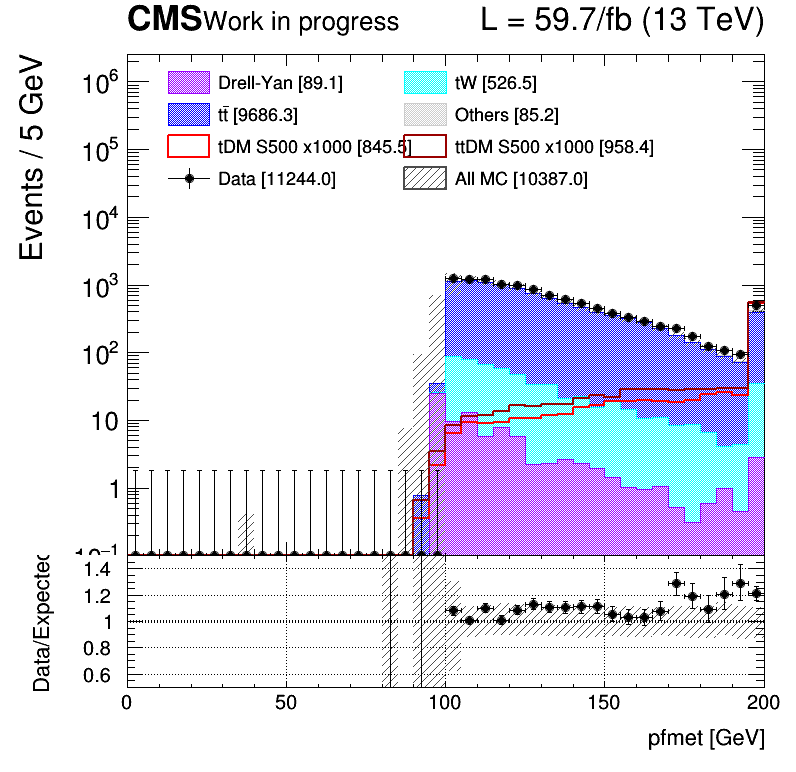 CMS Work in progress L = 59.7/fb (13 TeV)
Events / 5 GeV
10⁶
10⁵
10⁴
10³
10²
10
1
10⁻¹
Drell-Yan [89.1] tW [526.5]
tt̄ [9686.3] Others [85.2]
tDM S500 x1000 [845.5] ttDM S500 x1000 [958.4]
Data [11244.0] All MC [10387.0]
Data/Expected
1.4
1.2
1
0.8
0.6
0 50 100 150 200
pfmet [GeV]